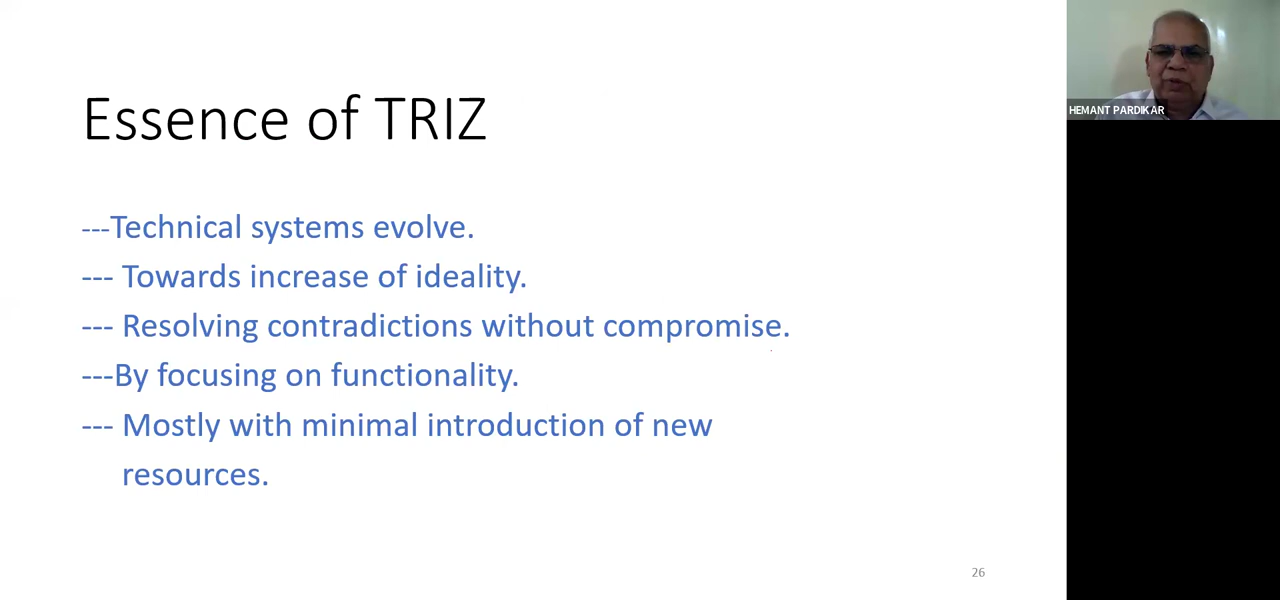 Essence of TRIZ
---Technical systems evolve.
--- Towards increase of ideality.
--- Resolving contradictions without compromise.
---By focusing on functionality.
--- Mostly with minimal introduction of new
resources.
26
HEMANT PARDIKAR